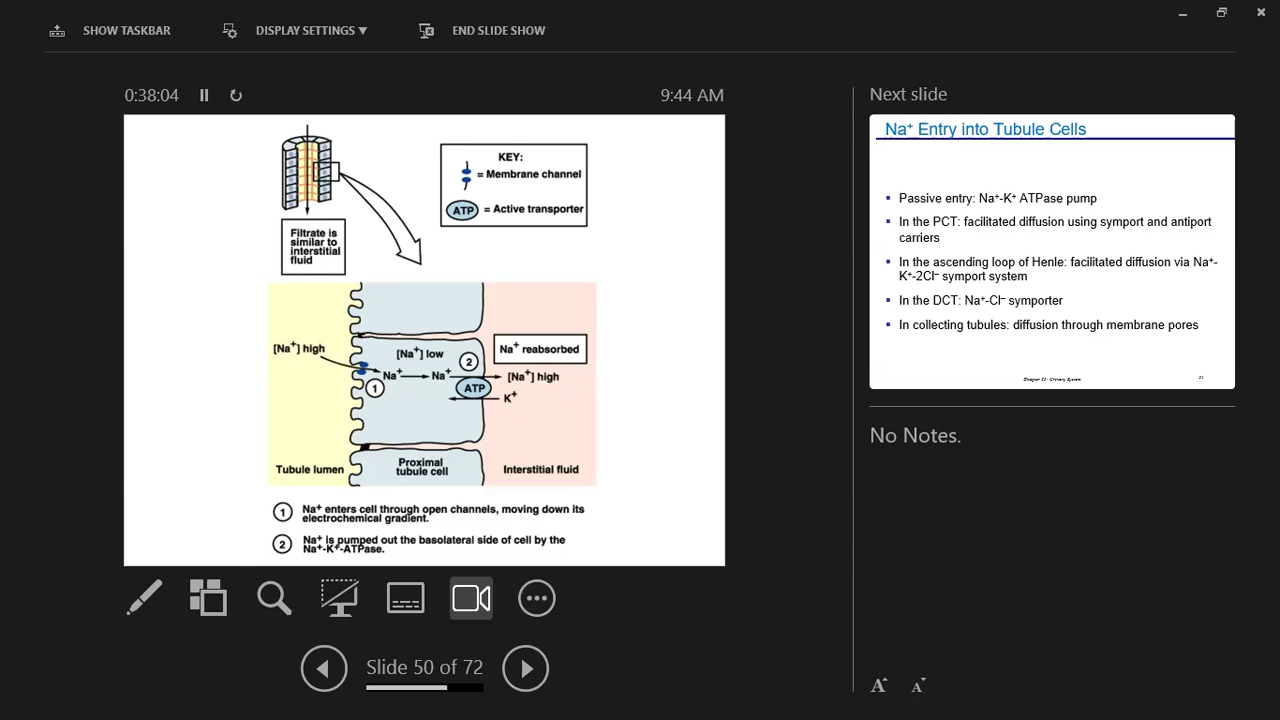 SHOW TASKBAR
DISPLAY SETTINGS ▼
END SLIDE SHOW
0:38:04
9:44 AM
KEY:
= Membrane channel
ATP = Active transporter
Filtrate is
similar to
interstitial
fluid
[Na⁺] high
[Na⁺] low
2
Na⁺ reabsorbed
Na⁺
Na⁺
[Na⁺] high
1
ATP
K⁺
Tubule lumen
Proximal
tubule cell
Interstitial fluid
1 Na⁺ enters cell through open channels, moving down its
electrochemical gradient.
2 Na⁺ is pumped out the basolateral side of cell by the
Na⁺-K⁺-ATPase.
Slide 50 of 72
Next slide
Na⁺ Entry into Tubule Cells
▪ Passive entry: Na⁺-K⁺ ATPase pump
▪ In the PCT: facilitated diffusion using symport and antiport
carriers
▪ In the ascending loop of Henle: facilitated diffusion via Na⁺-
K⁺-2Cl⁻ symport system
▪ In the DCT: Na⁺-Cl⁻ symporter
▪ In collecting tubules: diffusion through membrane pores
No Notes.
A A